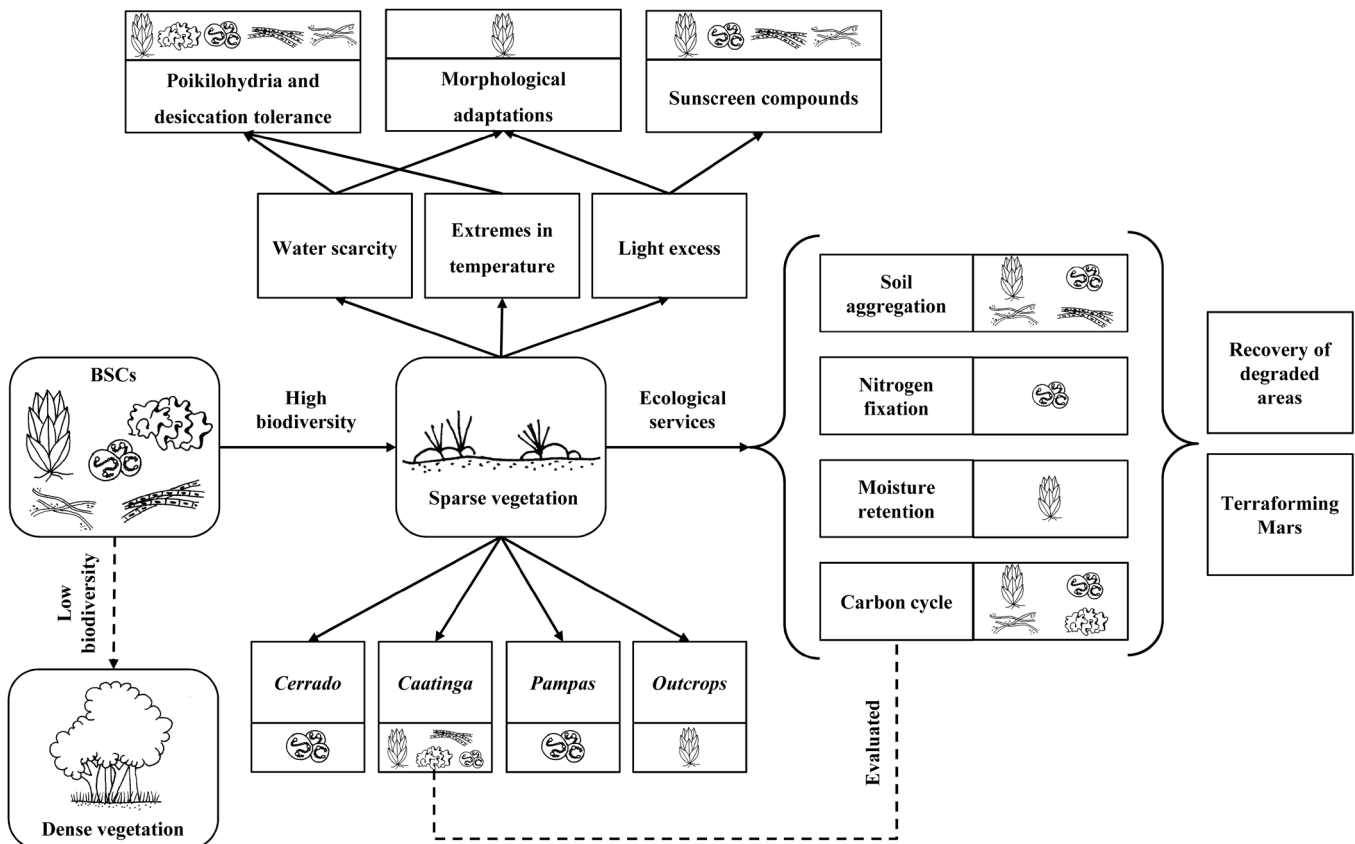 Poikilohydria and
desiccation tolerance
Morphological
adaptations
Sunscreen compounds
Water scarcity
Extremes in
temperature
Light excess
Soil
aggregation
Nitrogen
fixation
Moisture
retention
Carbon cycle
Recovery of
degraded
areas
Terraforming
Mars
BSCs
High
biodiversity
Sparse vegetation
Ecological
services
Low
biodiversity
Dense vegetation
Cerrado
Caatinga
Pampas
Outcrops
Evaluated